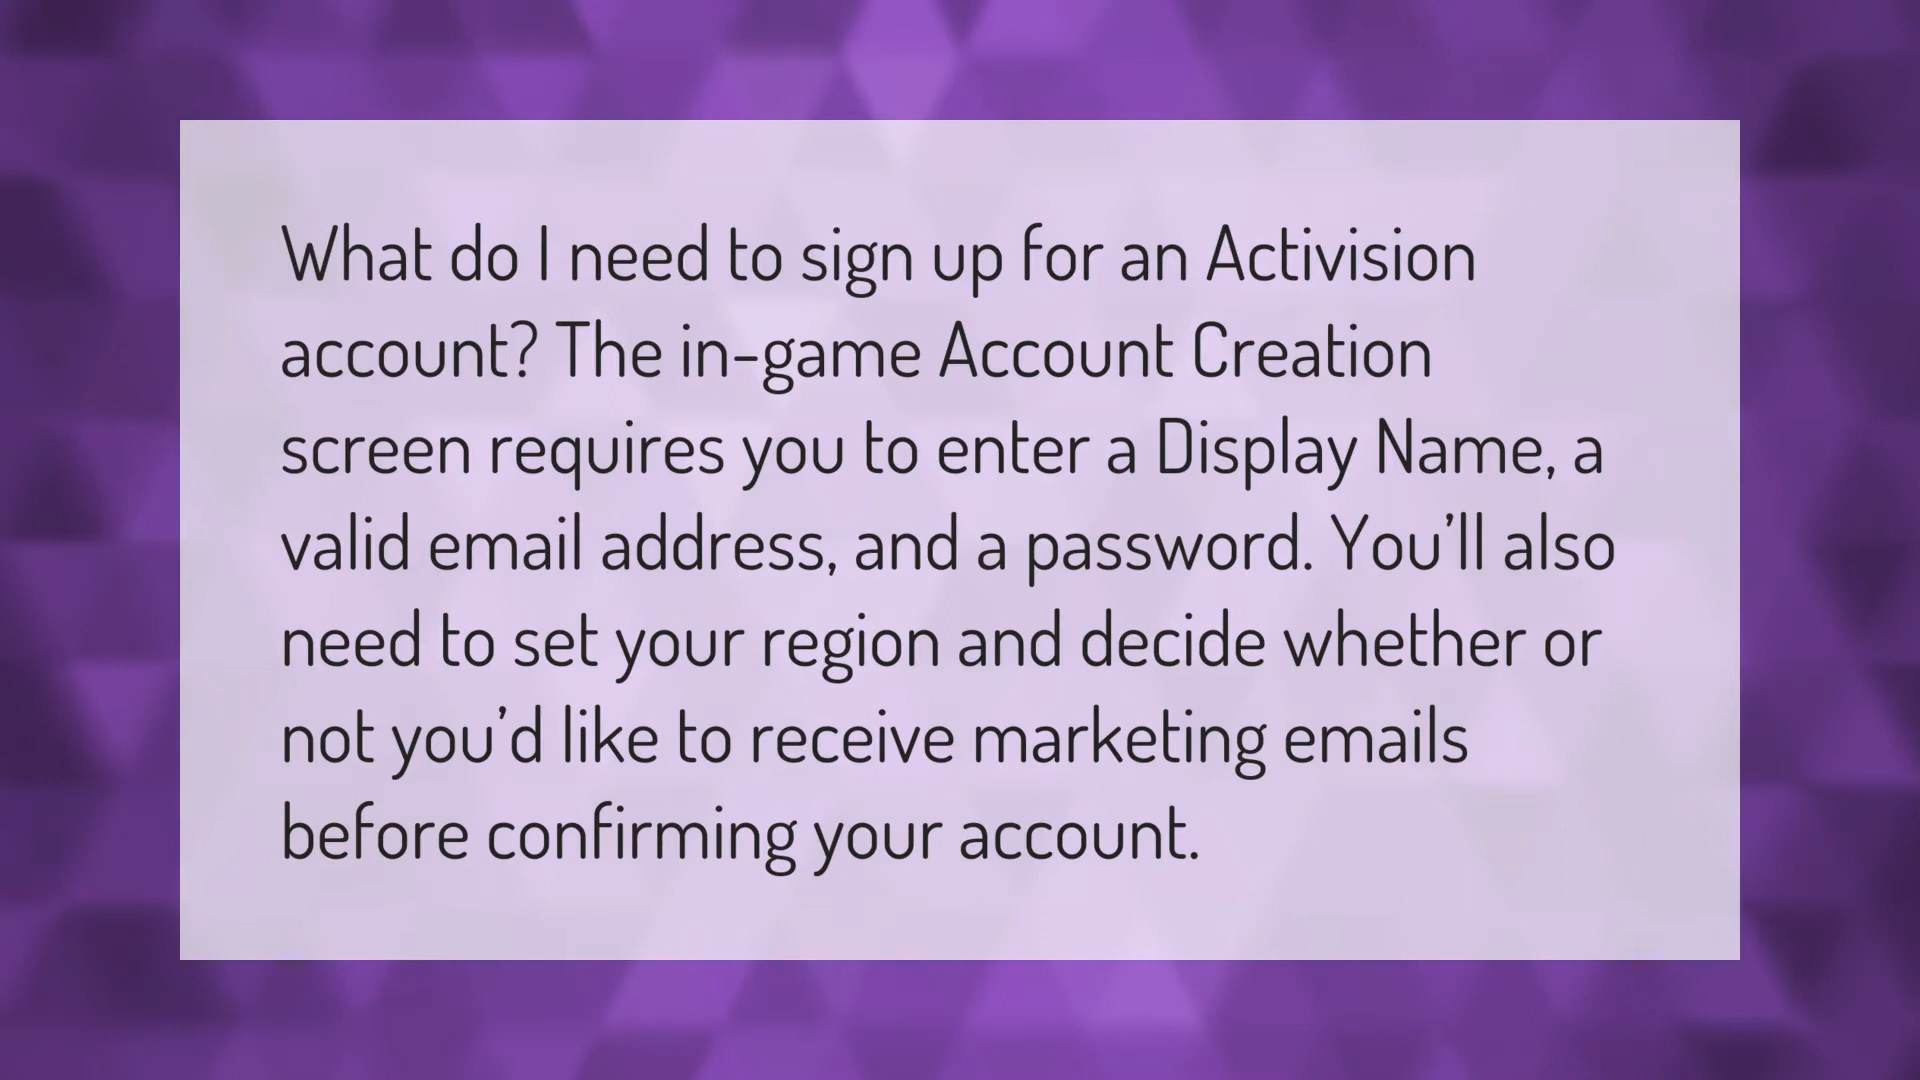 What do I need to sign up for an Activision
account? The in-game Account Creation
screen requires you to enter a Display Name, a
valid email address, and a password. You’ll also
need to set your region and decide whether or
not you’d like to receive marketing emails
before confirming your account.